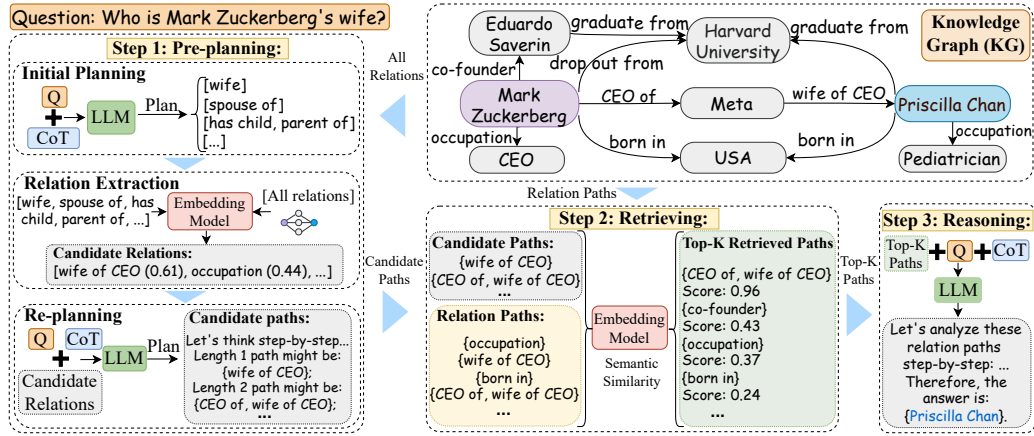 Question: Who is Mark Zuckerberg's wife?
Step 1: Pre-planning:
Initial Planning
Q
CoT
LLM
Plan
[wife]
[spouse of]
[has child, parent of]
[...]
Relation Extraction
[wife, spouse of, has
child, parent of, ...]
Embedding
Model
[All relations]
Candidate Relations:
[wife of CEO (0.61), occupation (0.44), ...]
Re-planning
Q
CoT
LLM
Plan
Candidate
Relations
Candidate paths:
Let's think step-by-step...
Length 1 path might be:
{wife of CEO};
Length 2 path might be:
{CEO of, wife of CEO};
...
All
Relations
Knowledge
Graph (KG)
Eduardo
Saverin
graduate from
Harvard
University
graduate from
co-founder
drop out from
Mark
Zuckerberg
CEO of
Meta
wife of CEO
Priscilla Chan
occupation
born in
born in
occupation
CEO
USA
Pediatrician
Relation Paths
Candidate
Paths
Step 2: Retrieving:
Candidate Paths:
{wife of CEO}
{CEO of, wife of CEO}
...
Relation Paths:
{occupation}
{wife of CEO}
{born in}
{CEO of, wife of CEO}
...
Embedding
Model
Semantic
Similarity
Top-K Retrieved Paths
{CEO of, wife of CEO}
Score: 0.96
{co-founder}
Score: 0.43
{occupation}
Score: 0.37
{born in}
Score: 0.24
...
Top-K
Paths
Step 3: Reasoning:
Top-K
Paths
Q
CoT
LLM
Let's analyze these
relation paths
step-by-step: ...
Therefore, the
answer is:
{Priscilla Chan}.